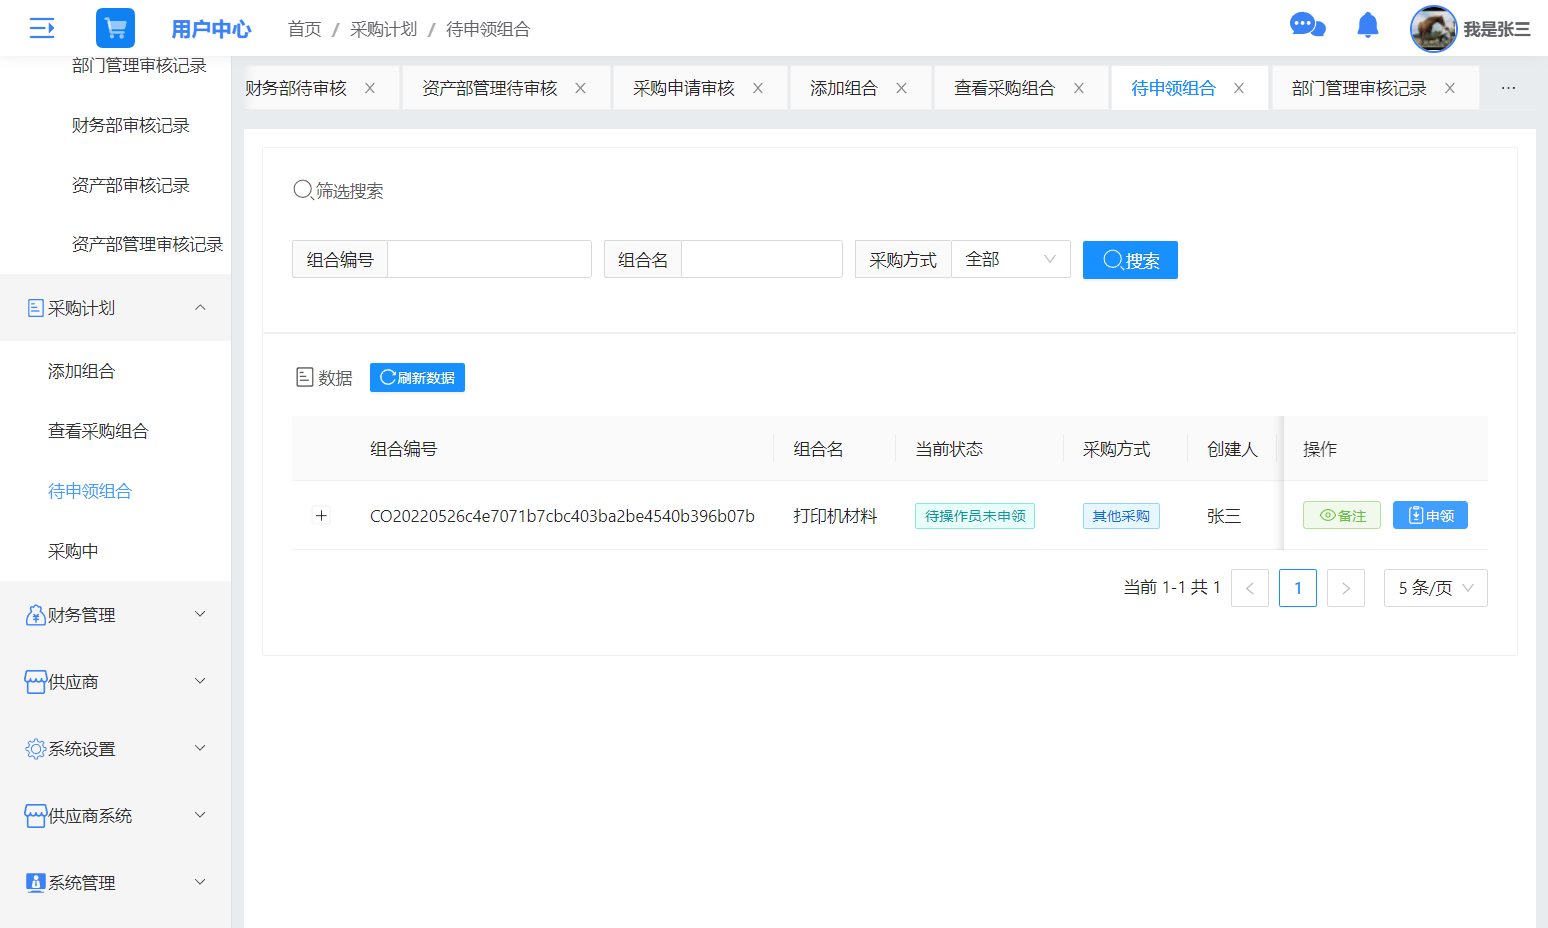 用户中心
首页 / 采购计划 / 待申领组合
我是张三
部门管理审核记录
财务部审核记录
资产部审核记录
资产部管理审核记录
采购计划
添加组合
查看采购组合
待申领组合
采购中
财务管理
供应商
系统设置
供应商系统
系统管理
财务部待审核 资产部管理待审核 采购申请审核 添加组合 查看采购组合 待申领组合 部门管理审核记录 ···
筛选搜索
组合编号 组合名 采购方式 全部 搜索
数据 刷新数据
组合编号 组合名 当前状态 采购方式 创建人 操作
CO20220526c4e7071b7cbc403ba2be4540b396b07b 打印机材料 待操作员未申领 其他采购 张三 备注 申领
当前 1-1 共 1 1 5 条/页